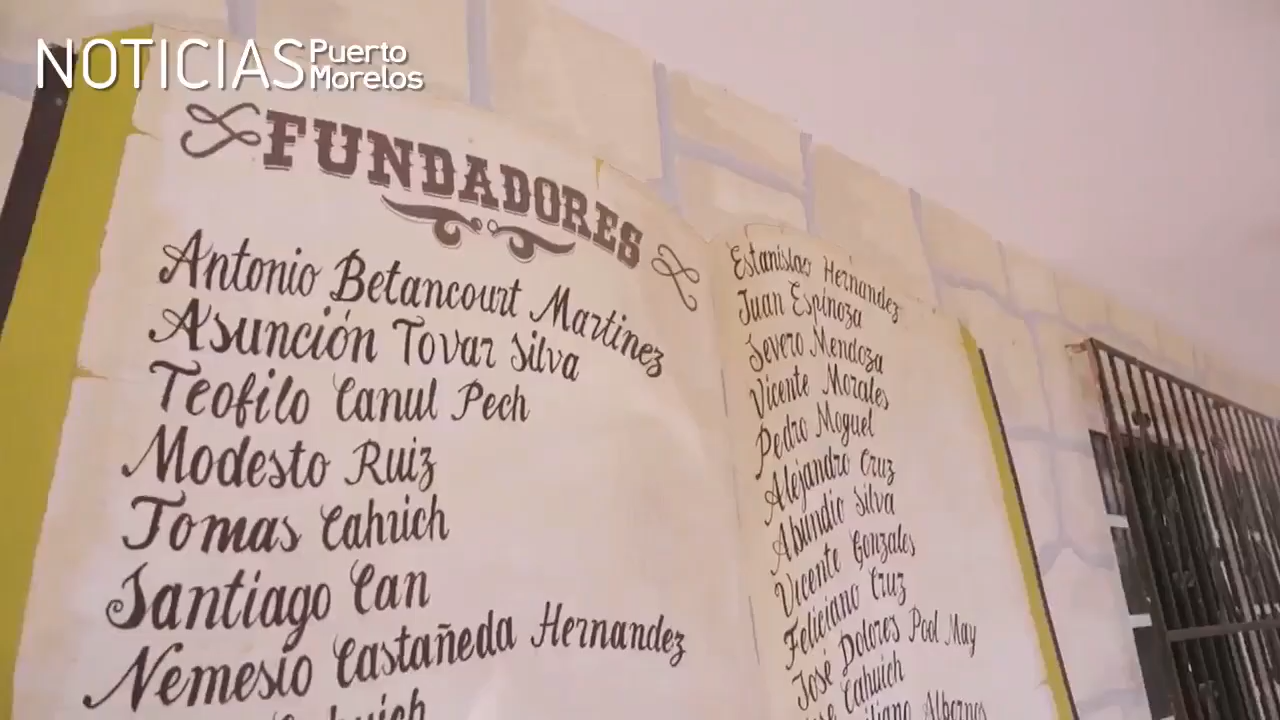 NOTICIAS Puerto Morelos
FUNDADORES
Antonio Betancourt Martinez
Asunción Tovar Silva
Teofilo Canul Pech
Modesto Ruiz
Tomas Cahuich
Santiago Can
Nemesio Castañeda Hernandez
Cahuich
Estanislao Hernandez
Juan Espinoza
Severo Mendoza
Vicente Morales
Pedro Moguel
Alejandro Cruz
Abundio Silva
Vicente Gonzales
Feliciano Cruz
José Dolores Pool May
Cahuich